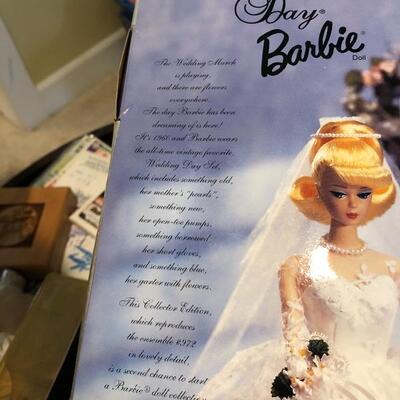 Day®
Barbie®
Doll
The Wedding March
is playing,
and there are flowers
everywhere.
The day Barbie has been
dreaming of is here!
It's 1960 and Barbie wears
the all-time vintage favorite,
Wedding Day Set,
which includes something old,
her mother's "pearls";
something new,
her open-toe pumps,
something borrowed-
her short gloves,
and something blue,
her garter with flowers.
This Collector Edition,
which reproduces
the ensemble #972
in lovely detail,
is a second chance to start
a Barbie® doll collection